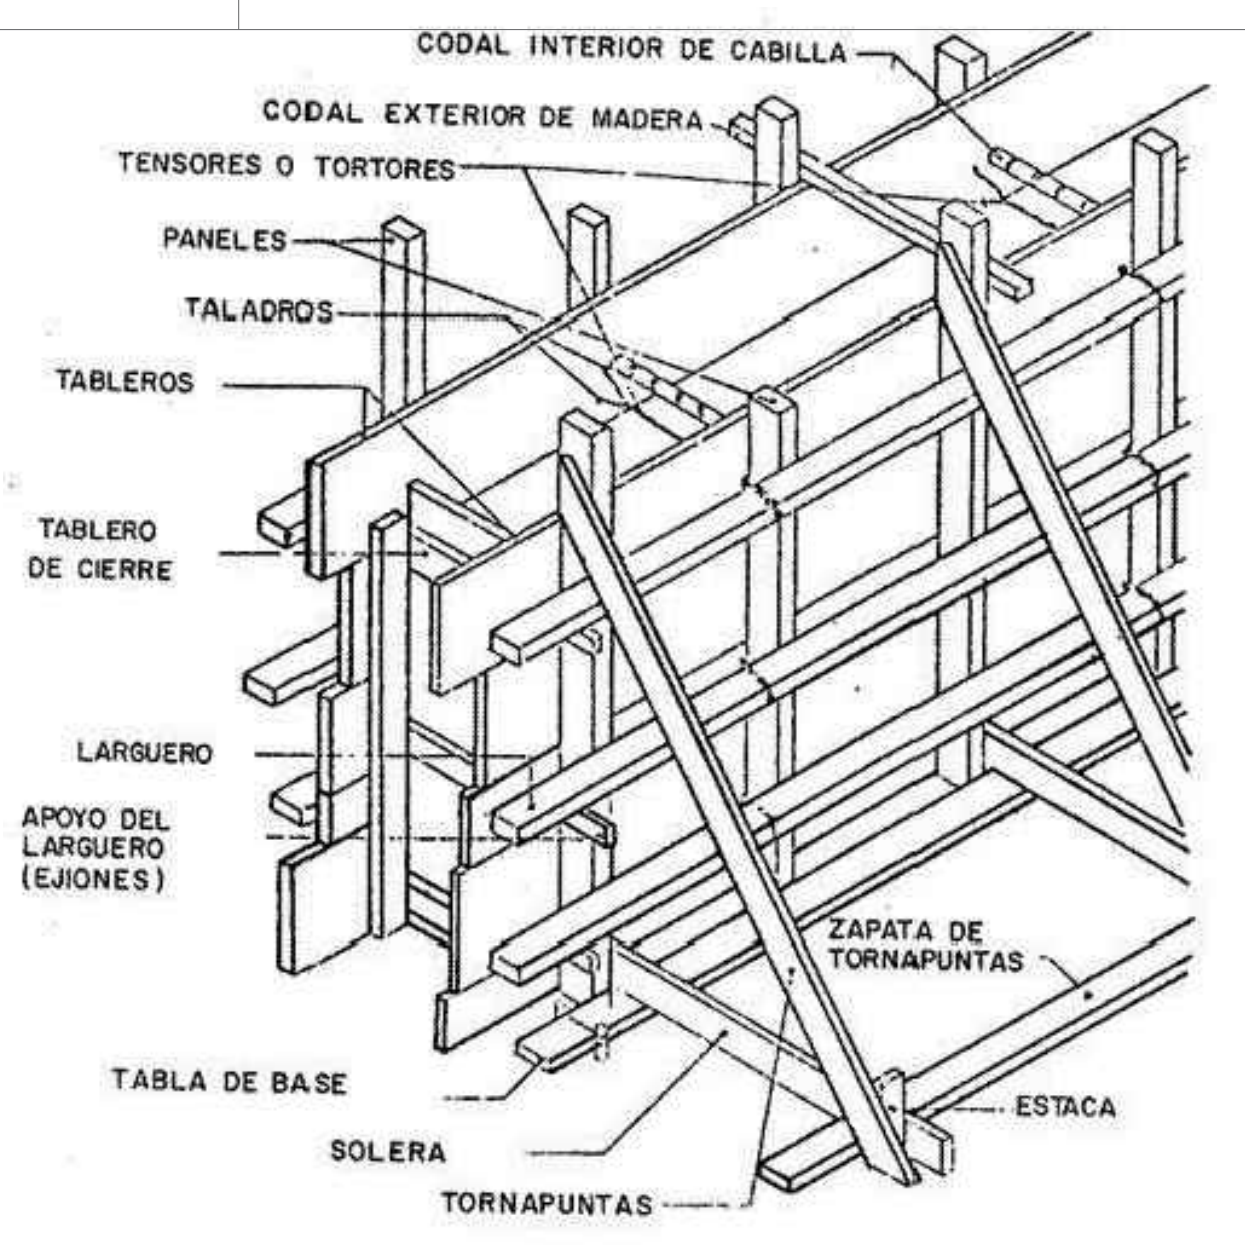 CODAL INTERIOR DE CABILLA
CODAL EXTERIOR DE MADERA
TENSORES O TORTORES
PANELES
TALADROS
TABLEROS
TABLERO
DE CIERRE
LARGUERO
APOYO DEL
LARGUERO
(EJIONES)
ZAPATA DE
TORNAPUNTAS
TABLA DE BASE
ESTACA
SOLERA
TORNAPUNTAS